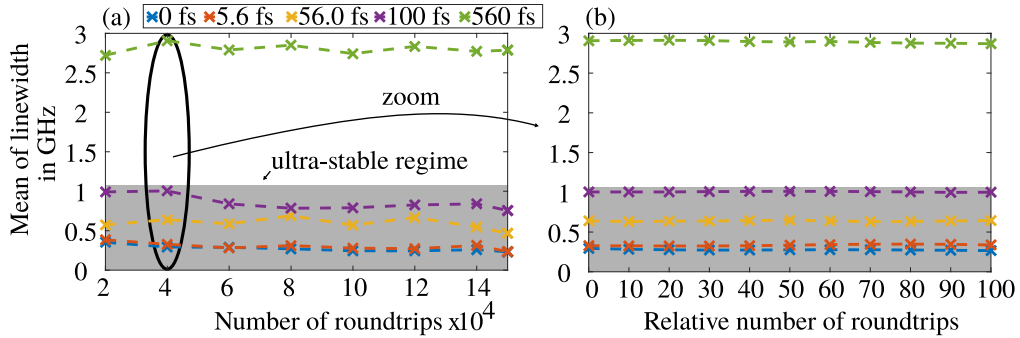 (a) 0 fs 5.6 fs 56.0 fs 100 fs 560 fs (b)
Mean of linewidth
in GHz
3
2.5
2
1.5
1
0.5
0
zoom
ultra-stable regime
2 4 6 8 10 12 14
Number of roundtrips x10^4
3
2.5
2
1.5
1
0.5
0
0 10 20 30 40 50 60 70 80 90 100
Relative number of roundtrips